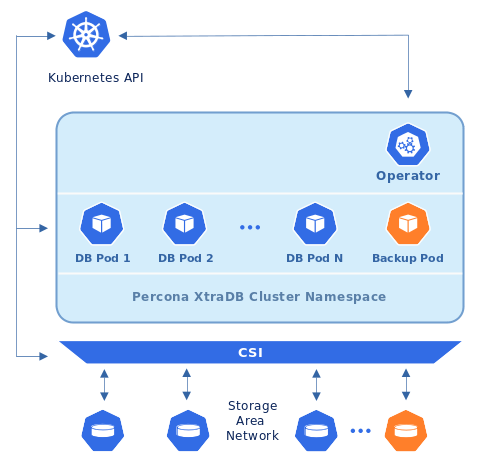 Kubernetes API
Operator
DB Pod 1
DB Pod 2
DB Pod N
Backup Pod
Percona XtraDB Cluster Namespace
CSI
Storage
Area
Network